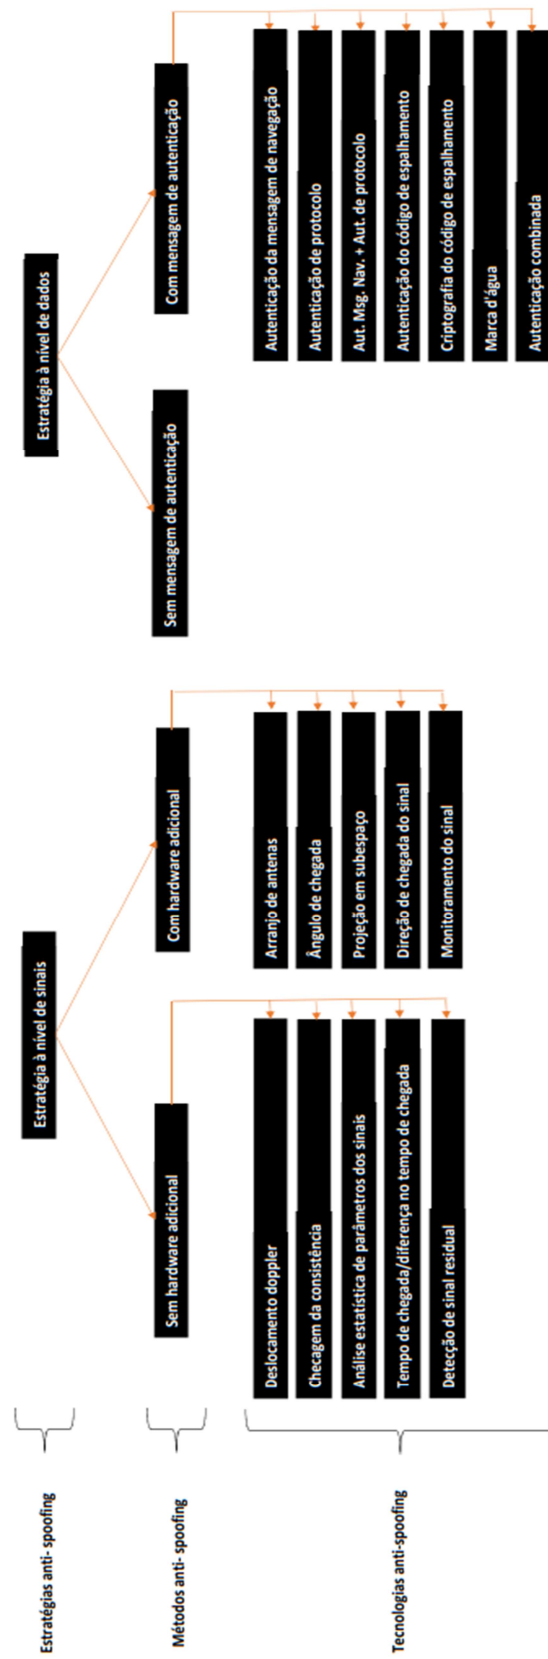 Estratégias anti- spoofing
Estratégia à nível de sinais
Estratégia à nível de dados
Métodos anti- spoofing
Sem hardware adicional
Com hardware adicional
Sem mensagem de autenticação
Com mensagem de autenticação
Tecnologias anti-spoofing
Deslocamento doppler
Checagem da consistência
Análise estatística de parâmetros dos sinais
Tempo de chegada/diferença no tempo de chegada
Detecção de sinal residual
Arranjo de antenas
Ângulo de chegada
Projeção em subespaço
Direção de chegada do sinal
Monitoramento do sinal
Autenticação da mensagem de navegação
Autenticação de protocolo
Aut. Msg. Nav. + Aut. de protocolo
Autenticação do código de espalhamento
Criptografia do código de espalhamento
Marca d'água
Autenticação combinada